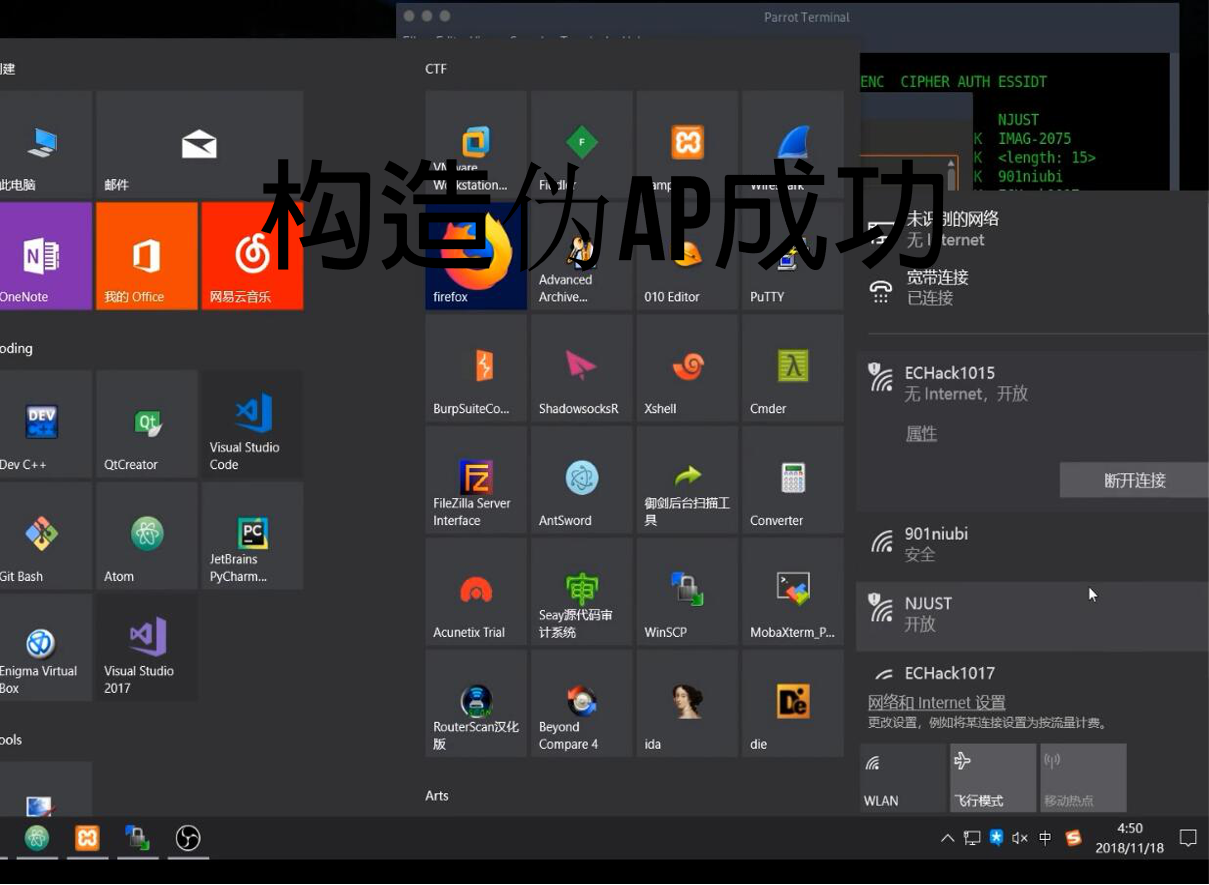 Parrot Terminal
创建
CTF
ENC CIPHER AUTH ESSIDT
NJUST
K IMAG-2075
K <length: 15>
K 901niubi
此电脑
邮件
VMware
Workstation...
Fiddler
Wireshark
构造伪AP成功
未识别的网络
无 Internet
宽带连接
已连接
OneNote
我的 Office
网易云音乐
firefox
Advanced
Archive...
010 Editor
PuTTY
oding
ECHack1015
无 Internet，开放
属性
断开连接
BurpSuiteCo...
ShadowsocksR
Xshell
Cmder
Dev C++
QtCreator
Visual Studio
Code
FileZilla Server
Interface
AntSword
御剑后台扫描工
具
Converter
901niubi
安全
Git Bash
Atom
JetBrains
PyCharm...
Acunetix Trial
Seay源代码审
计系统
WinSCP
MobaXterm_P...
NJUST
开放
Enigma Virtual
Box
Visual Studio
2017
RouterScan汉化
版
Beyond
Compare 4
ida
die
ECHack1017
网络和 Internet 设置
更改设置，例如将某连接设置为按流量计费。
ools
Arts
WLAN
飞行模式
移动热点
中
4:50
2018/11/18